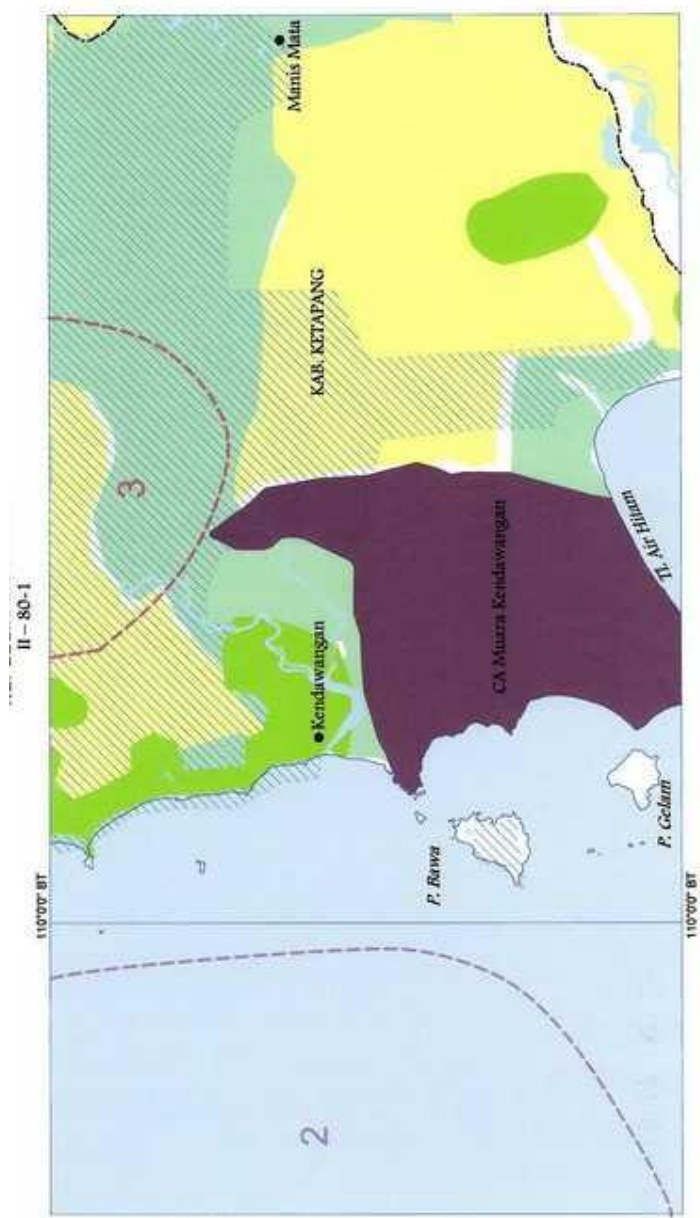 II – 80-1
110°0'0" BT
2
3
Manis Mata
KAB. KETAPANG
Kendawangan
CA Muara Kendawangan
Tl. Air Hitam
P. Bawa
P. Gelam
110°0'0" BT